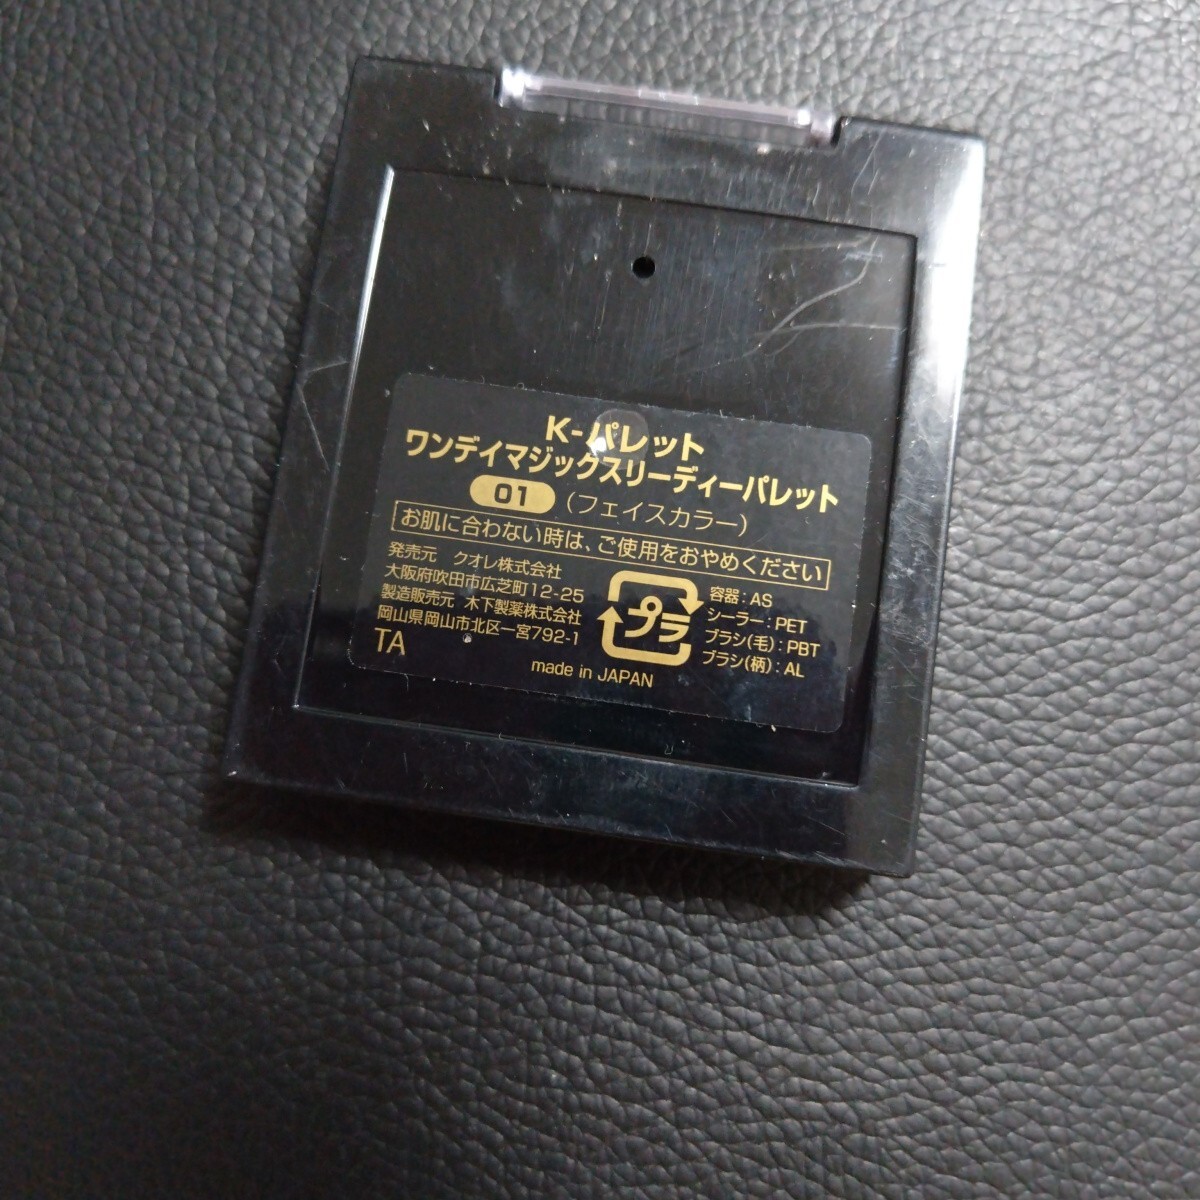 K-パレット
ワンデイマジックスリーディーパレット
01 (フェイスカラー)
お肌に合わない時は、ご使用をおやめください
発売元 クオレ株式会社
大阪府吹田市広芝町12-25
製造販売元 木下製薬株式会社
岡山県岡山市北区一宮792-1
TA
プラ
容器:AS
シーラー:PET
ブラシ(毛):PBT
ブラシ(柄):AL
made in JAPAN